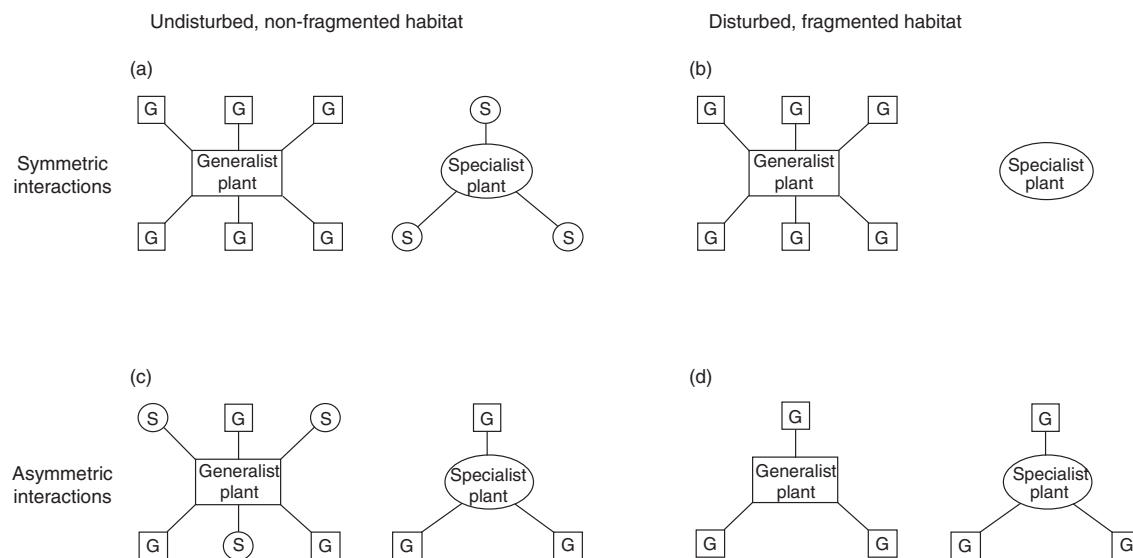 Undisturbed, non-fragmented habitat
Disturbed, fragmented habitat
(a)
(b)
G G G S G G G
Symmetric
interactions
Generalist
plant
Specialist
plant
Generalist
plant
Specialist
plant
G G G S S G G G
(c)
(d)
S G S G G G
Asymmetric
interactions
Generalist
plant
Specialist
plant
Generalist
plant
Specialist
plant
G S G G G G G G G